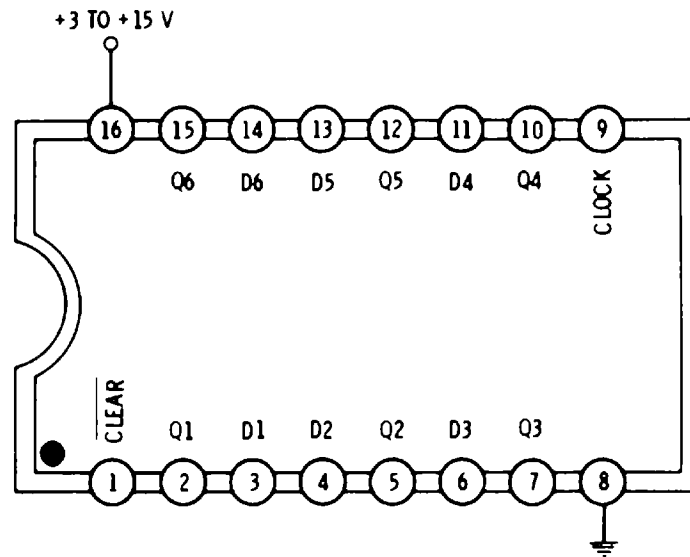 +3 TO +15 V
16 15 14 13 12 11 10 9
Q6 D6 D5 Q5 D4 Q4 CLOCK
CLEAR Q1 D1 D2 Q2 D3 Q3
1 2 3 4 5 6 7 8